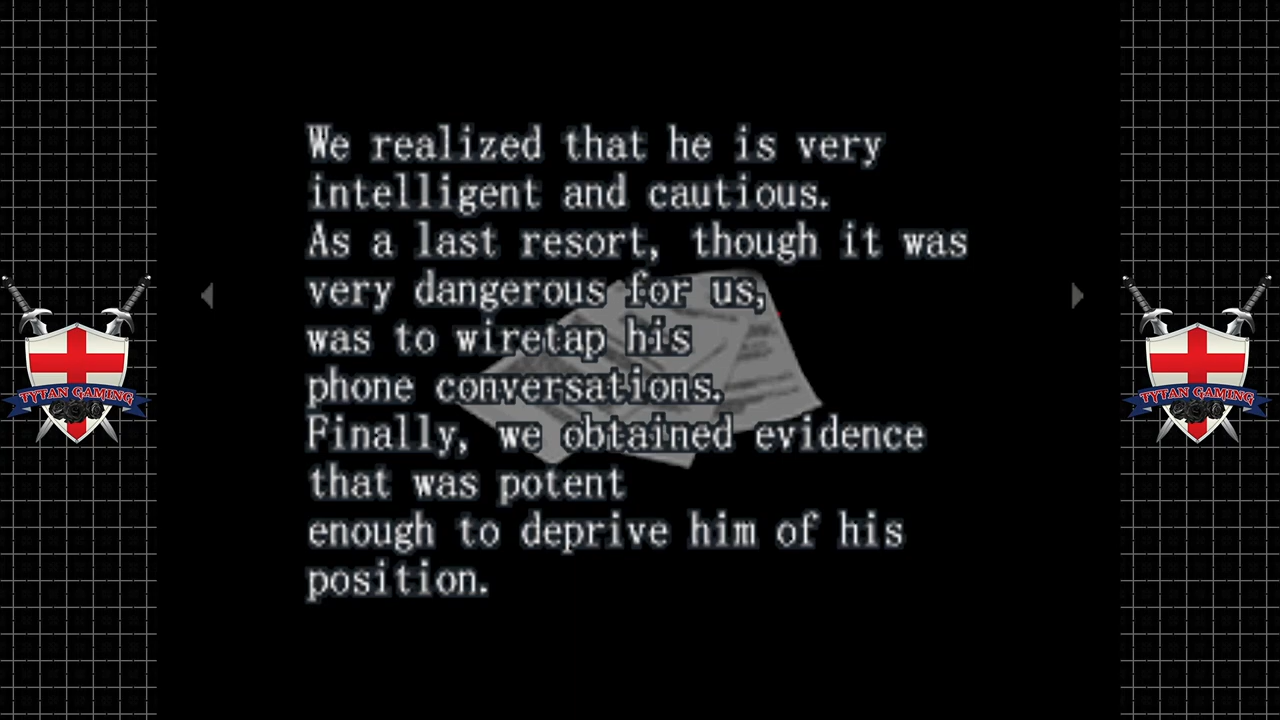 We realized that he is very
intelligent and cautious.
As a last resort, though it was
very dangerous for us,
was to wiretap his
phone conversations.
Finally, we obtained evidence
that was potent
enough to deprive him of his
position.
TYTAN GAMING
TYTAN GAMING